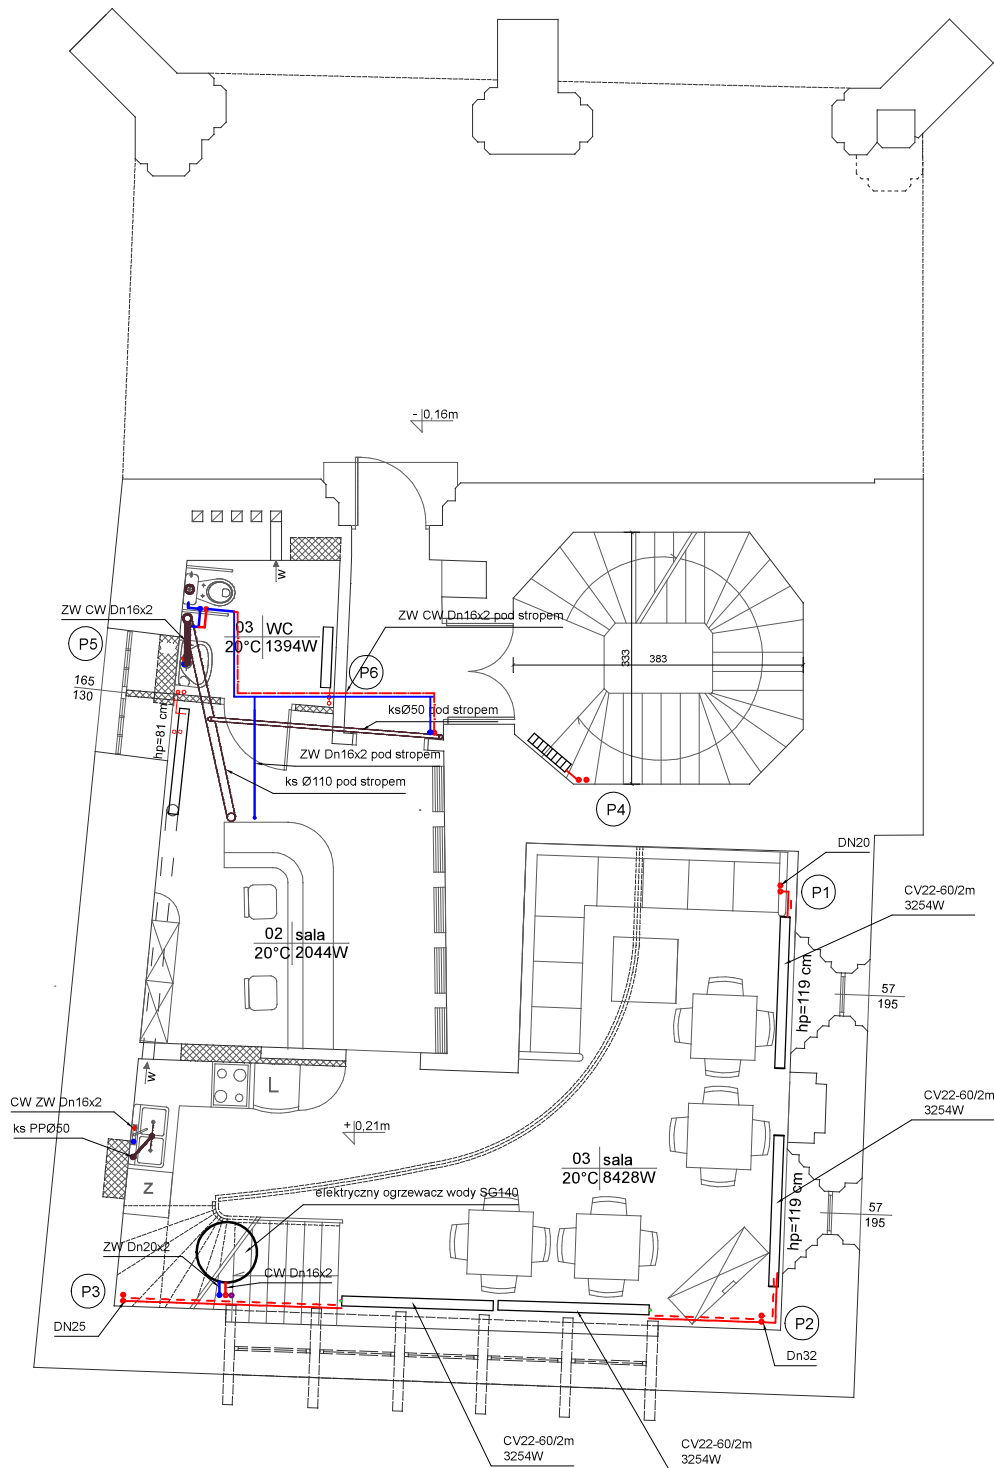 - 0,16m
ZW CW Dn16x2
ZW CW Dn16x2 pod stropem
w
03 WC
20°C 1394W
P5
P6
165
130
hp=81 cm
333
383
ksØ50 pod stropem
ZW Dn16x2 pod stropem
ks Ø110 pod stropem
P4
DN20
P1
CV22-60/2m
3254W
02 sala
20°C 2044W
hp=119 cm
57
195
w
L
CW ZW Dn16x2
ks PPØ50
+ 0,21m
CV22-60/2m
3254W
03 sala
20°C 8428W
z
elektryczny ogrzewacz wody SG140
hp=119 cm
57
195
ZW Dn20x2
CW Dn16x2
P3
DN25
P2
Dn32
CV22-60/2m
3254W
CV22-60/2m
3254W